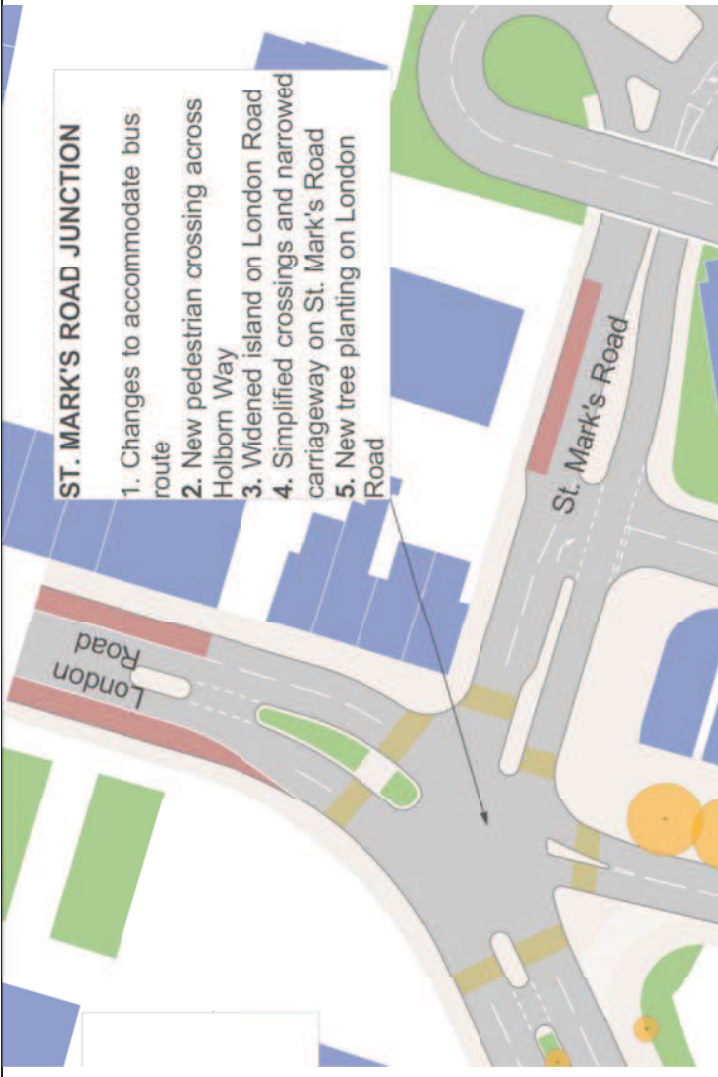 ST. MARK'S ROAD JUNCTION
1. Changes to accommodate bus
route
2. New pedestrian crossing across
Holborn Way
3. Widened island on London Road
4. Simplified crossings and narrowed
carriageway on St. Mark's Road
5. New tree planting on London
Road
London
Road
St. Mark's Road